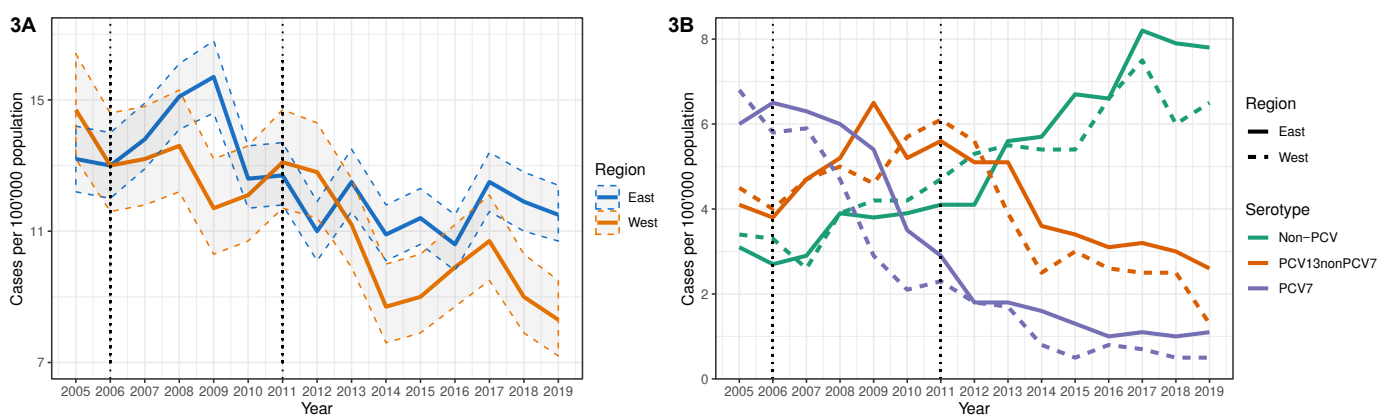 3A
Cases per 100'000 population
15
11
7
2005 2006 2007 2008 2009 2010 2011 2012 2013 2014 2015 2016 2017 2018 2019
Year
Region
East
West
3B
Cases per 100'000 population
8
6
4
2
0
2005 2006 2007 2008 2009 2010 2011 2012 2013 2014 2015 2016 2017 2018 2019
Year
Region
East
West
Serotype
Non−PCV
PCV13nonPCV7
PCV7